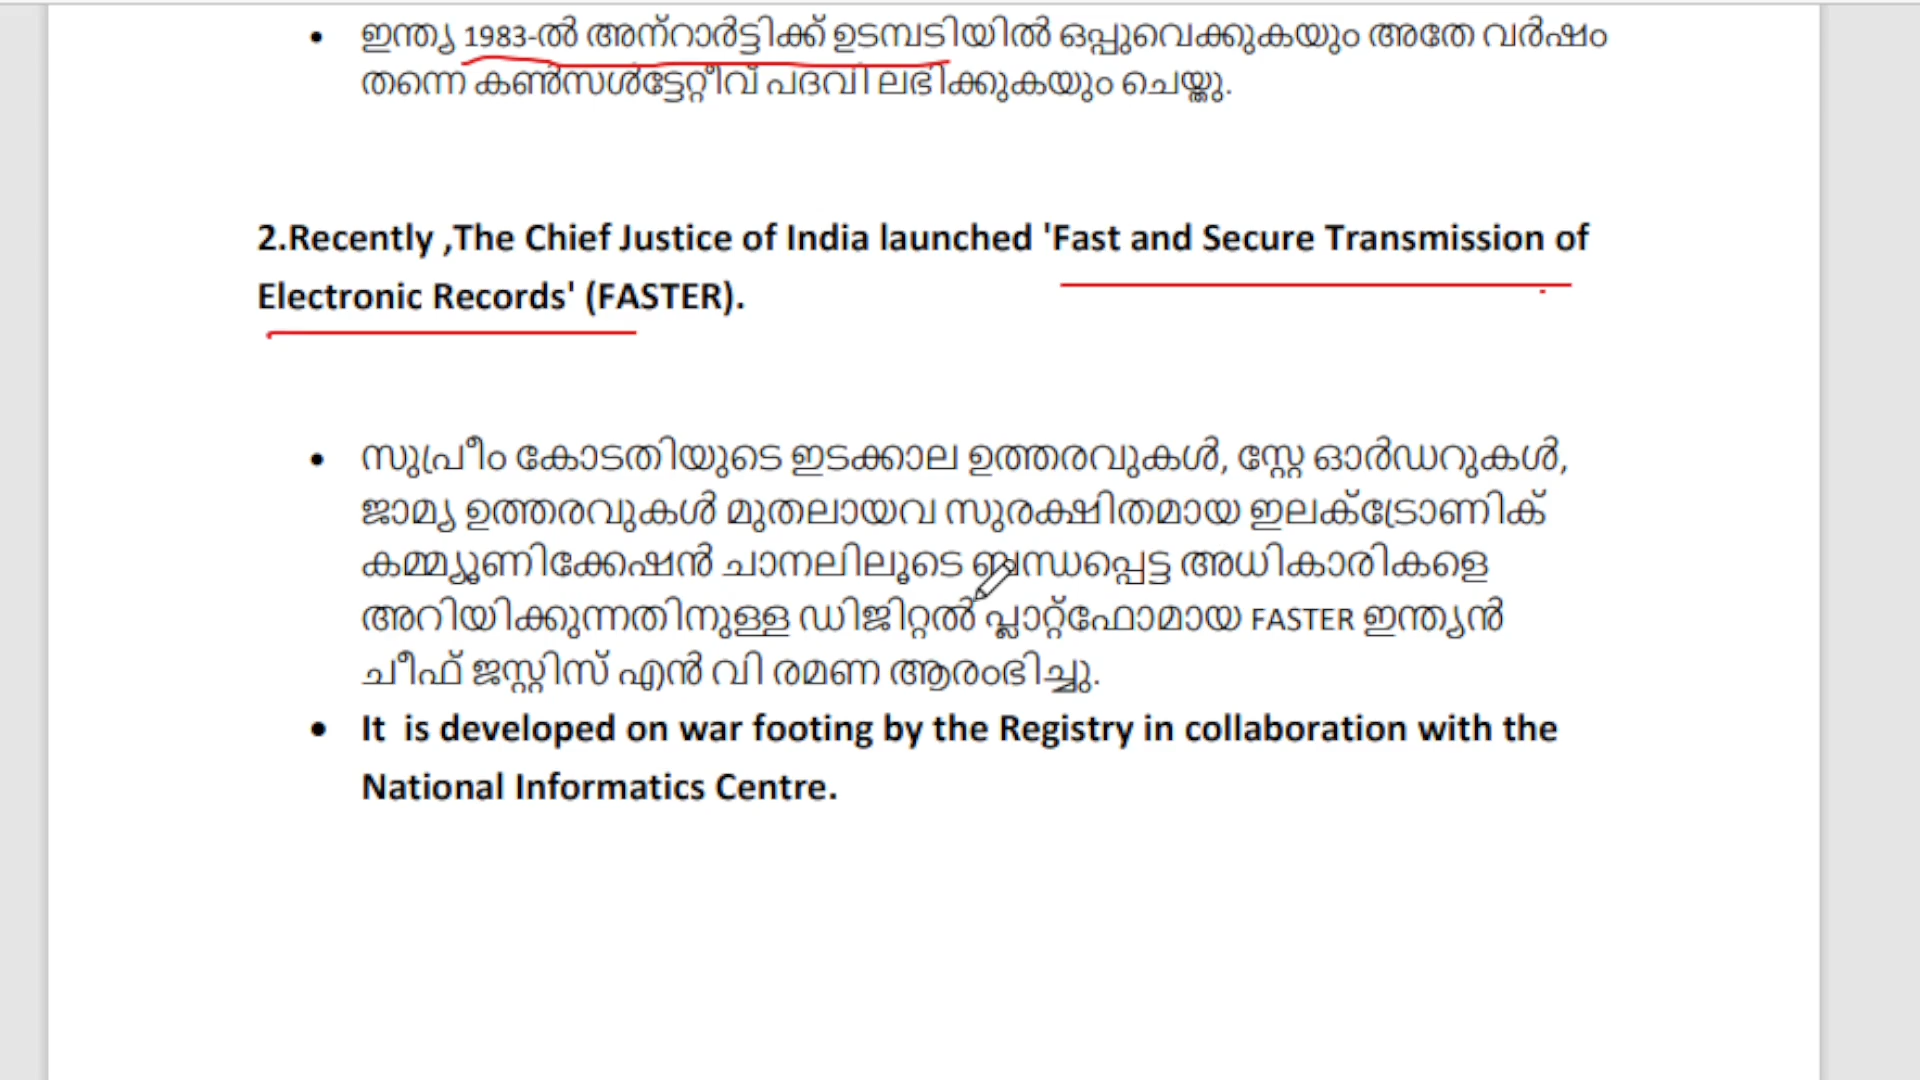 ഇന്ത്യ 1983-ൽ അന്റാർട്ടിക്ക് ഉടമ്പടിയിൽ ഒപ്പുവെക്കുകയും അതേ വർഷം
തന്നെ കൺസൾട്ടേറ്റീവ് പദവി ലഭിക്കുകയും ചെയ്തു.
2.Recently ,The Chief Justice of India launched 'Fast and Secure Transmission of
Electronic Records' (FASTER).
• സുപ്രീം കോടതിയുടെ ഇടക്കാല ഉത്തരവുകൾ, സ്റ്റേ ഓർഡറുകൾ,
ജാമ്യ ഉത്തരവുകൾ മുതലായവ സുരക്ഷിതമായ ഇലക്ട്രോണിക്
കമ്മ്യൂണിക്കേഷൻ ചാനലിലൂടെ ബന്ധപ്പെട്ട അധികാരികളെ
അറിയിക്കുന്നതിനുള്ള ഡിജിറ്റൽ പ്ലാറ്റ്ഫോമായ FASTER ഇന്ത്യൻ
ചീഫ് ജസ്റ്റിസ് എൻ വി രമണ ആരംഭിച്ചു.
• It is developed on war footing by the Registry in collaboration with the
National Informatics Centre.